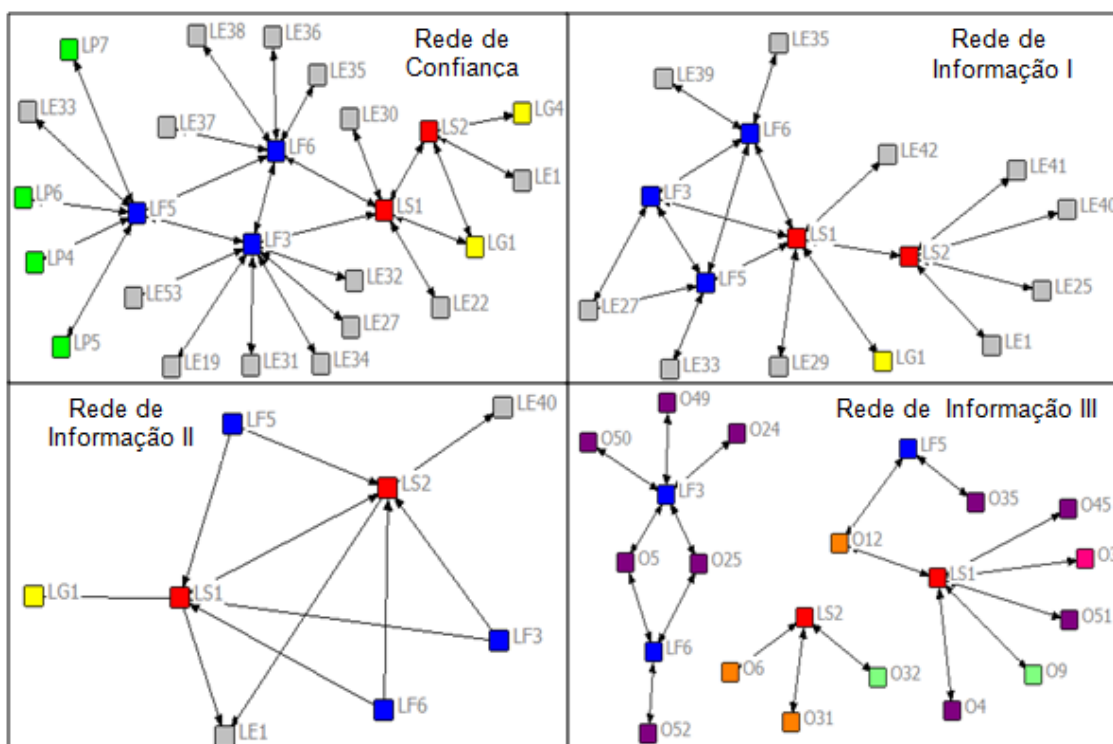 Rede de
Confiança
LP7
LE38
LE36
LE35
LE33
LE37
LE30
LS2
LG4
LF6
LE1
LP6
LF5
LS1
LF3
LG1
LP4
LE53
LE32
LE22
LE27
LP5
LE19
LE31
LE34
Rede de
Informação I
LE35
LE39
LF6
LE42
LE41
LF3
LE40
LS1
LS2
LE27
LF5
LE25
LE1
LE33
LE29
LG1
Rede de
Informação II
LF5
LE40
LS2
LG1
LS1
LF3
LF6
LE1
Rede de Informação III
O49
O50
O24
LF5
LF3
O35
O45
O12
O5
O25
LS1
O3
LS2
O51
LF6
O6
O32
O9
O31
O4
O52